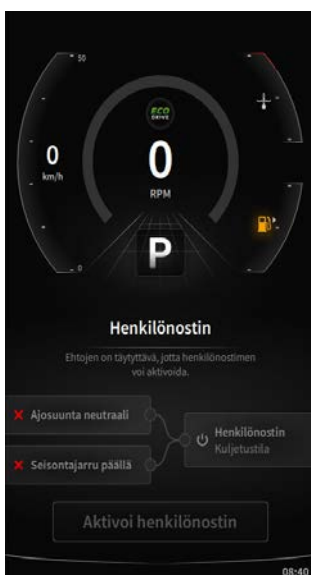 50
ECO
DRIVE
0
km/h
0
RPM
P
0
Henkilönostin
Ehtojen on täytyttävä, jotta henkilönostimen
voi aktivoida.
Ajosuunta neutraali
Seisontajarru päällä
Henkilönostin
Kuljetustila
Aktivoi henkilönostin
08:40